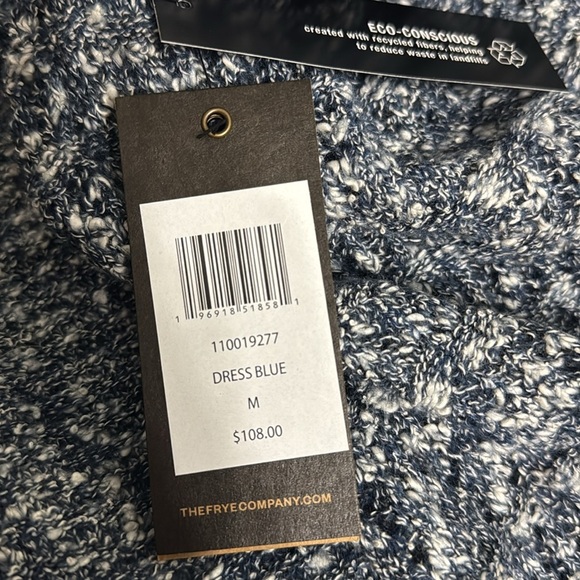 ECO-CONSCIOUS
created with recycled fibers, helping
to reduce waste in landfills
1 96918 51858 1
110019277
DRESS BLUE
M
$108.00
THEFRYECOMPANY.COM